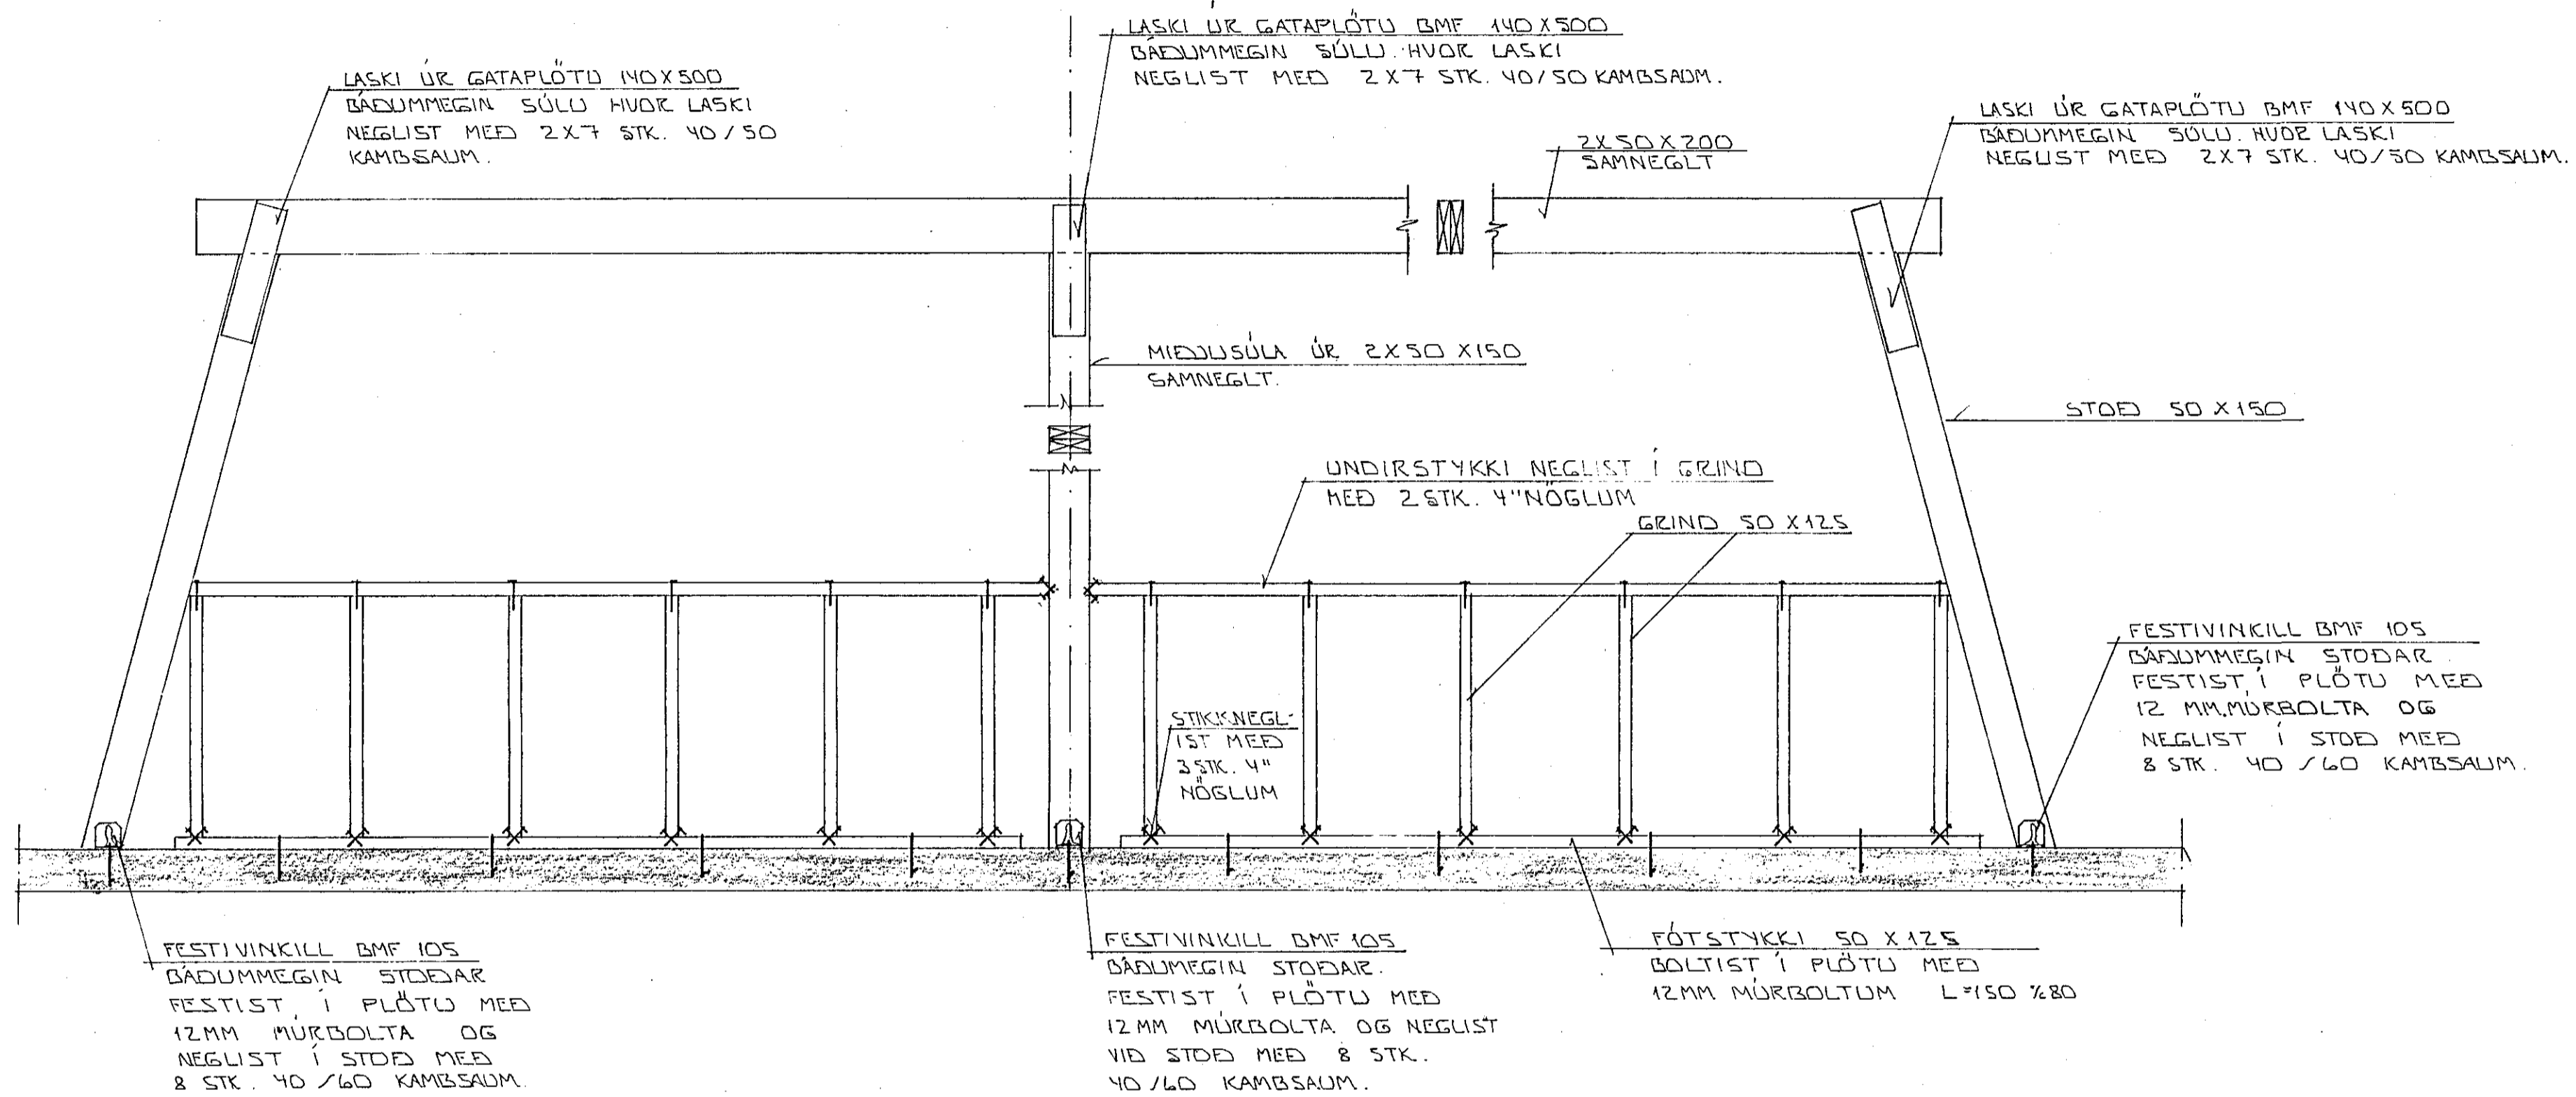 LASKI ÚR GATAPLÖTU 140X500
BÁÐUMMEGIN SÚLU HVOR LASKI
NEGLIST MEÐ 2X7 STK. 40/50
KAMBSAUM.
LASKI ÚR GATAPLÖTU BMF 140X500
BÁÐUMMEGIN SÚLU. HVOR LASKI
NEGLIST MEÐ 2X7 STK. 40/50 KAMBSAUM.
2X50X200
SAMNEGLT
LASKI ÚR GATAPLÖTU BMF 140X500
BÁÐUMMEGIN SÚLU. HVOR LASKI
NEGLIST MEÐ 2X7 STK. 40/50 KAMBSAUM.
MIÐJUSÚLA ÚR 2X50X150
SAMNEGLT.
STOÐ 50X150
UNDIRSTYKKI NEGLIST Í GRIND
MEÐ 2 STK. 4" NÖGLUM
GRIND 50X125
STIKKNEGL-
IST MEÐ
3 STK. 4"
NÖGLUM
FESTIVINKILL BMF 105
BÁÐUMMEGIN STOÐAR
FESTIST Í PLÖTU MEÐ
12 MM. MÚRBOLTA OG
NEGLIST Í STOÐ MEÐ
8 STK. 40/60 KAMBSAUM.
FESTIVINKILL BMF 105
BÁÐUMMEGIN STOÐAR
FESTIST Í PLÖTU MEÐ
12MM MÚRBOLTA OG
NEGLIST Í STOÐ MEÐ
8 STK. 40/60 KAMBSAUM.
FESTIVINKILL BMF 105
BÁÐUMEGIN STOÐAR.
FESTIST Í PLÖTU MEÐ
12MM MÚRBOLTA OG NEGLIST
VIÐ STOÐ MEÐ 8 STK.
40/60 KAMBSAUM.
FÓTSTYKKI 50X125
BOLTIST Í PLÖTU MEÐ
12MM MÚRBOLTUM L=150 %80